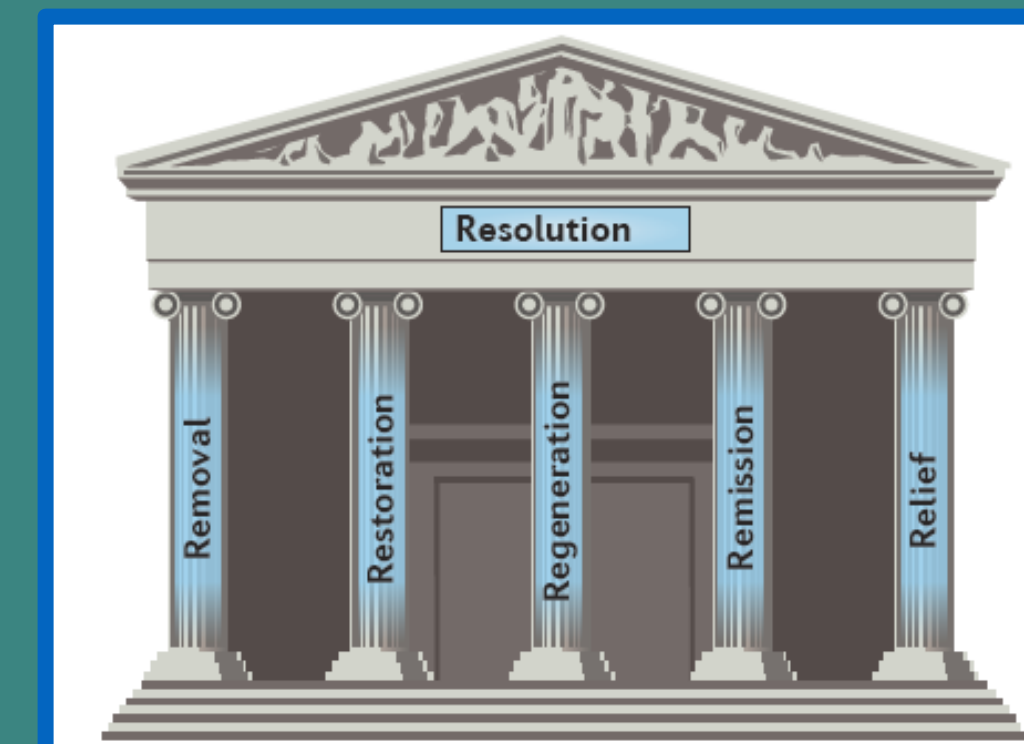 Resolution
Removal
Restoration
Regeneration
Remission
Relief